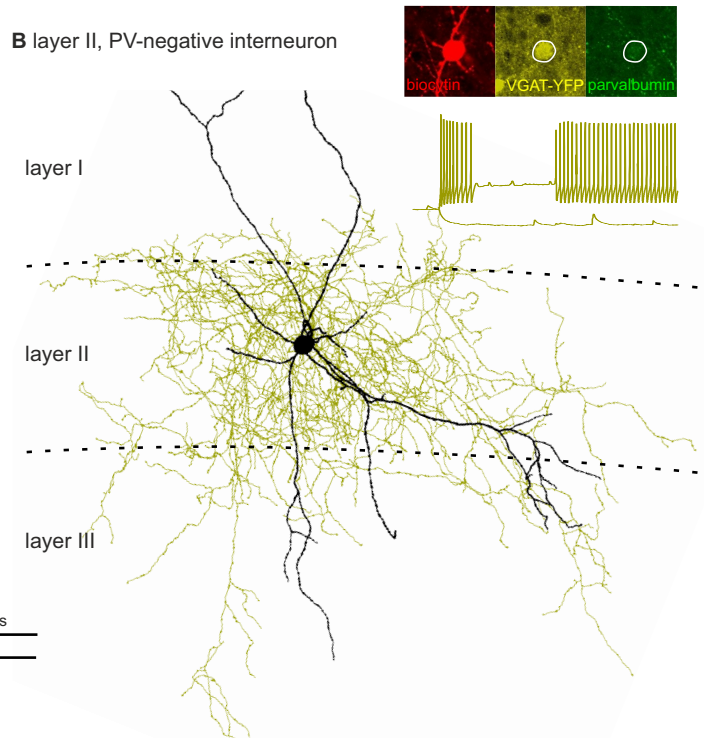 B layer II, PV-negative interneuron
biocytin
VGAT-YFP
parvalbumin
layer I
layer II
layer III
s